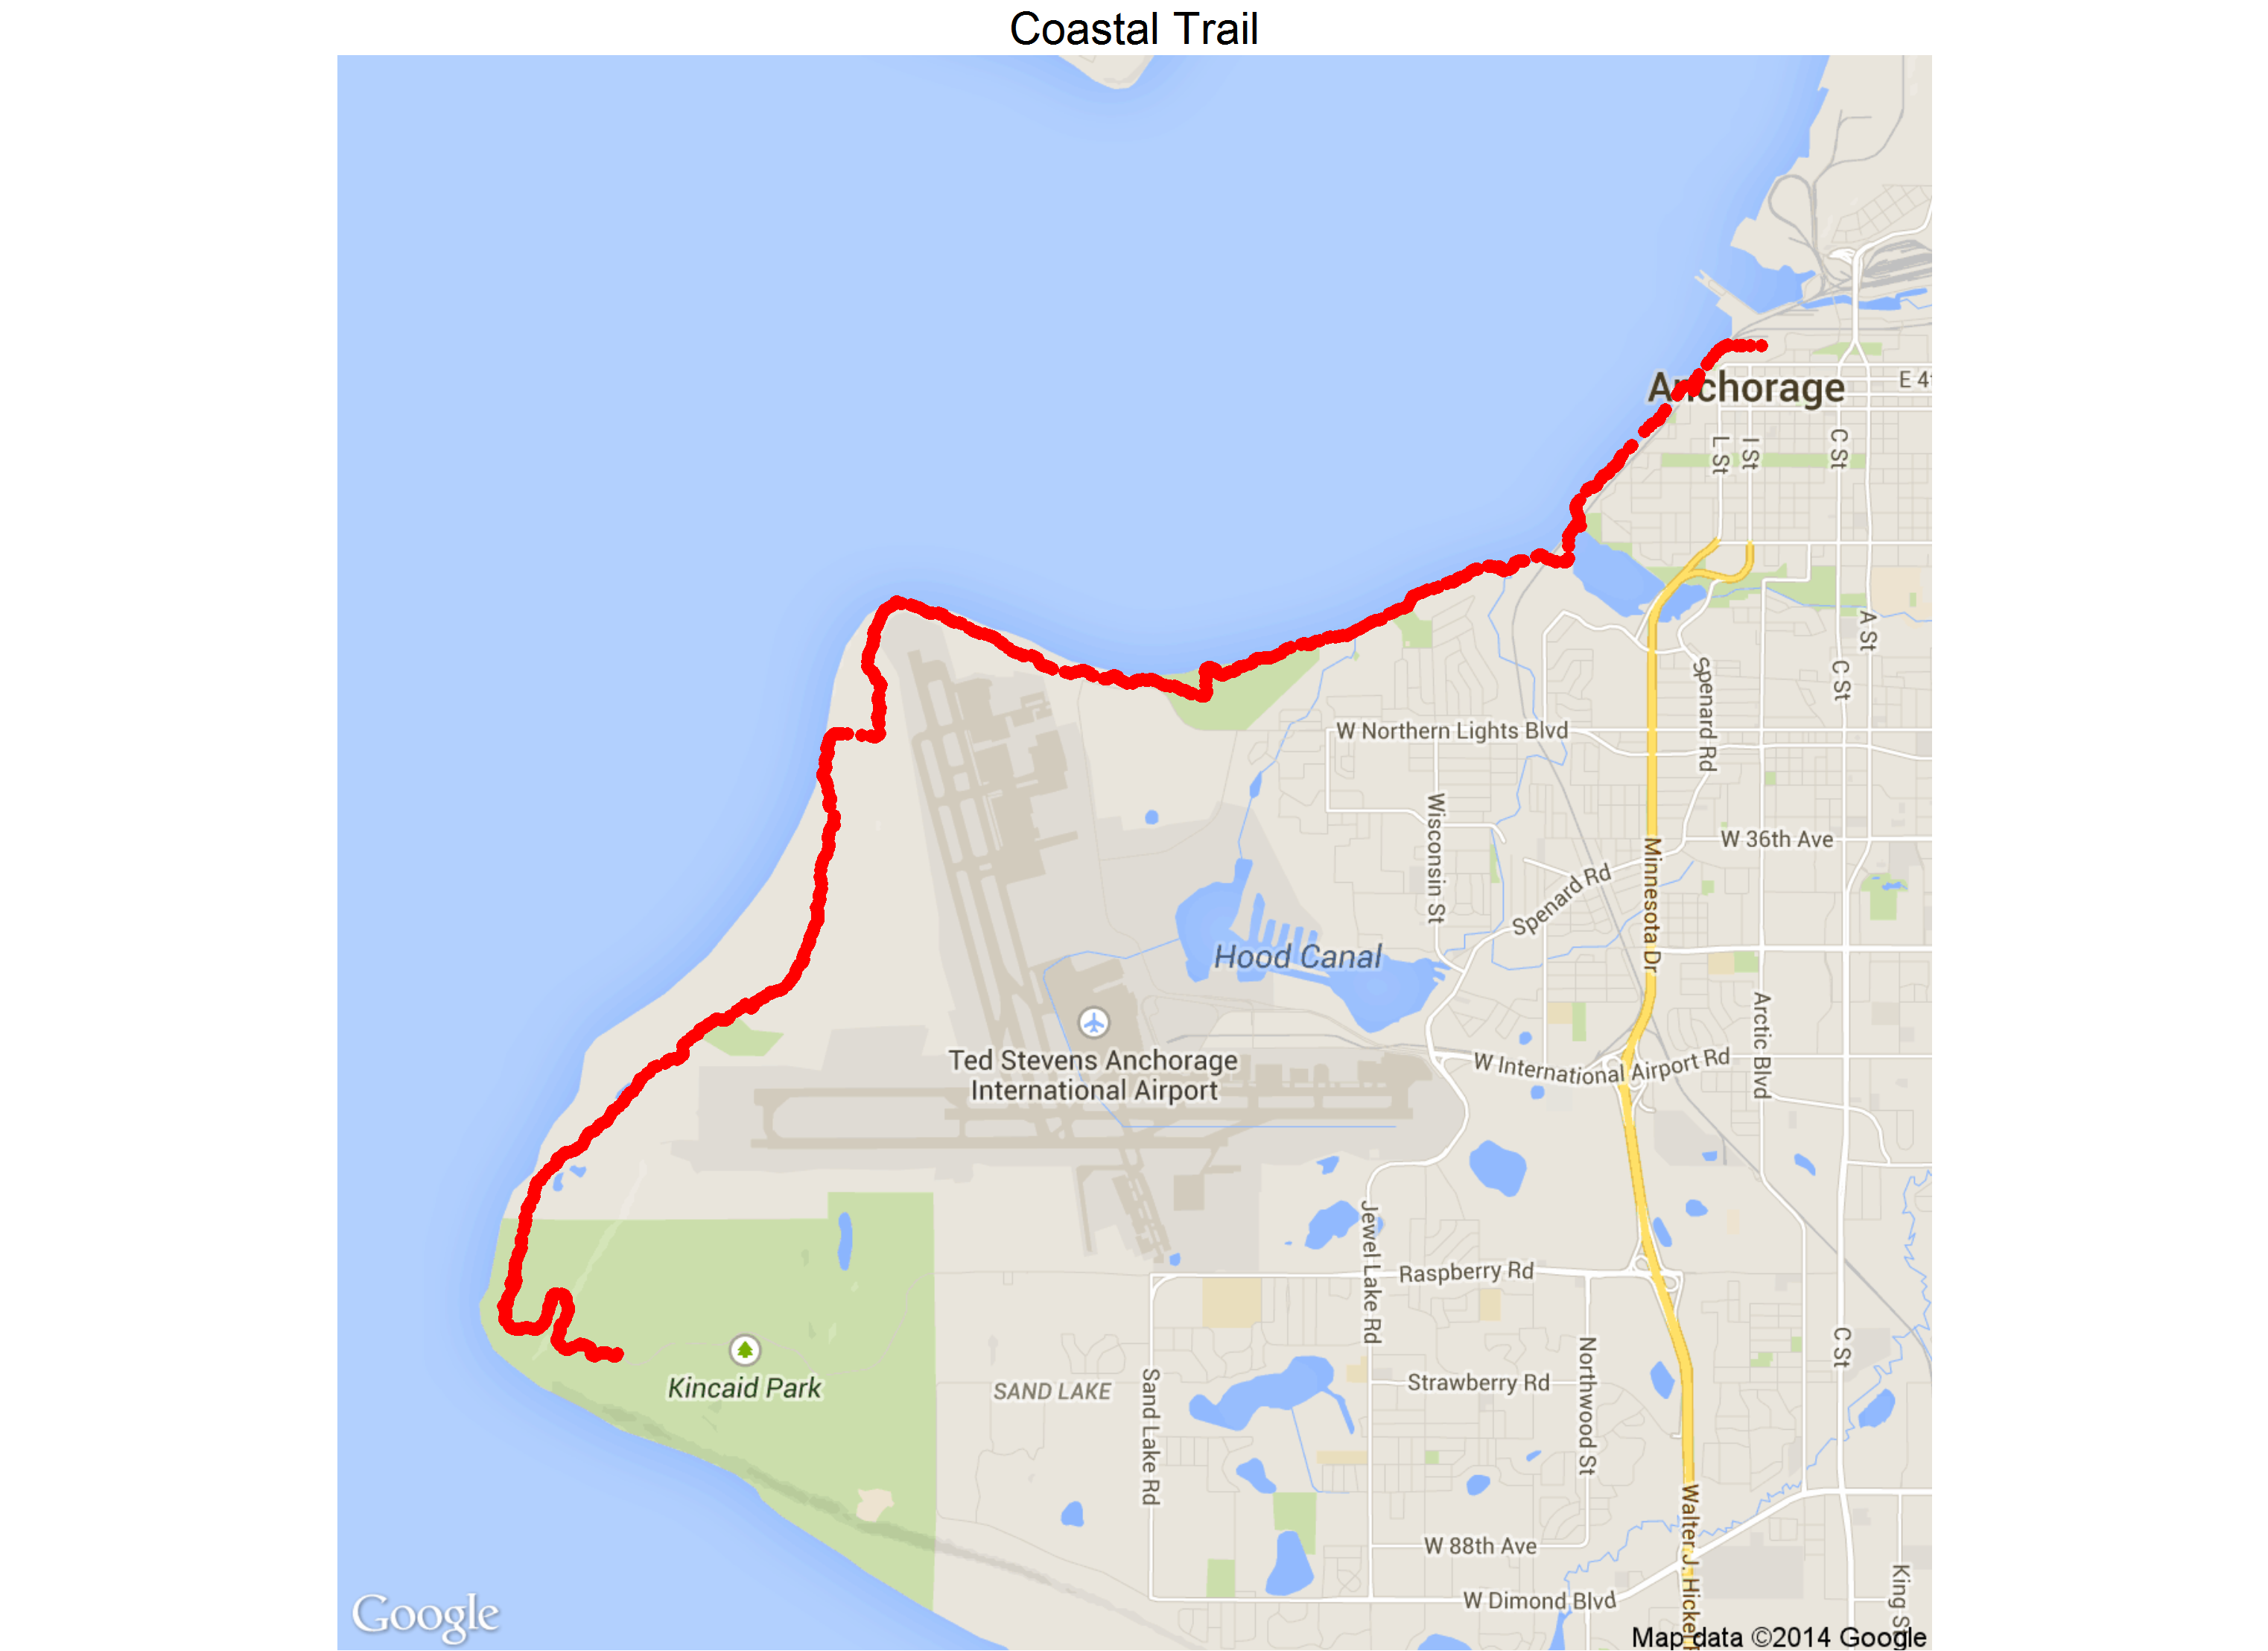 Coastal Trail
Anchorage
E 4
L St
I St
C St
A St
C St
Spenard Rd
W Northern Lights Blvd
Wisconsin St
W 36th Ave
Minnesota Dr
Spenard Rd
Hood Canal
Arctic Blvd
Ted Stevens Anchorage
International Airport
W International Airport Rd
Jewel Lake Rd
Raspberry Rd
C St
Kincaid Park
SAND LAKE
Sand Lake Rd
Strawberry Rd
Northwood St
Walter J. Hickel
W 88th Ave
King S
W Dimond Blvd
Google
Map data ©2014 Google